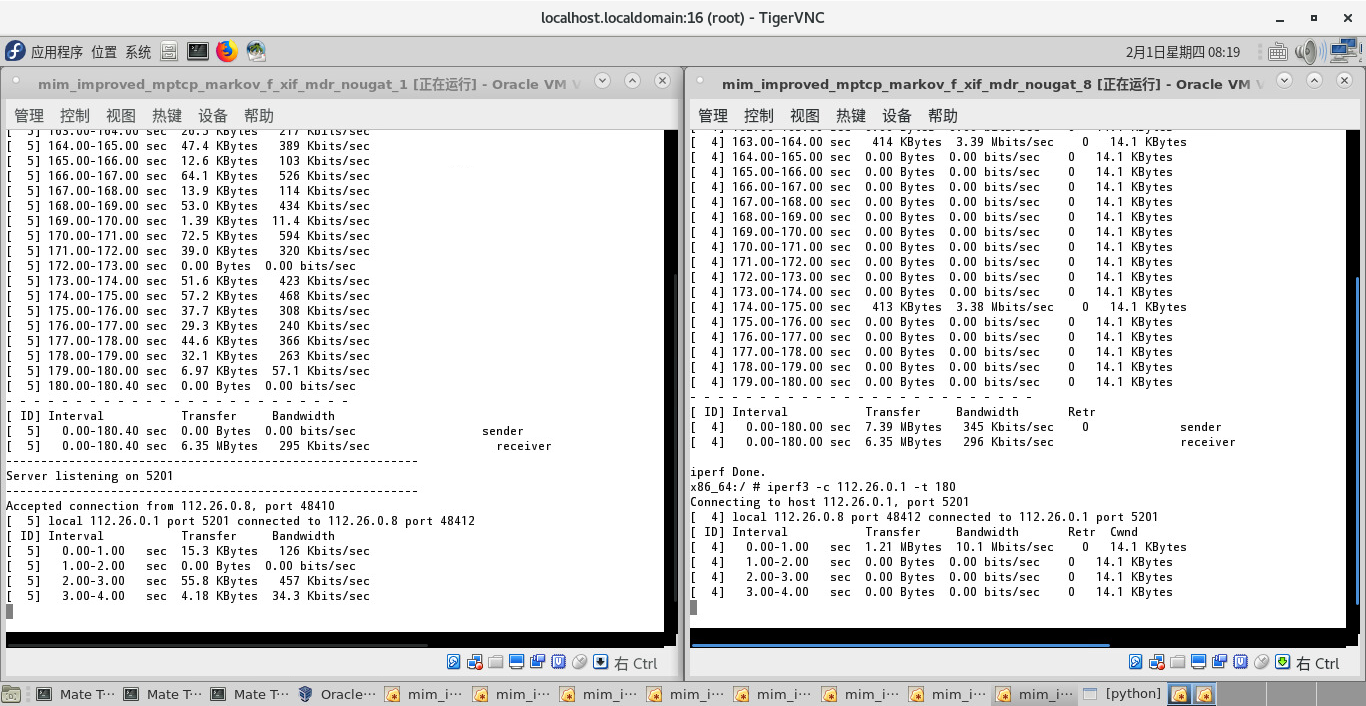 localhost.localdomain:16 (root) - TigerVNC
应用程序 位置 系统
2月1日星期四 08:19
mim_improved_mptcp_markov_f_xif_mdr_nougat_1 [正在运行] - Oracle VM V
管理 控制 视图 热键 设备 帮助
[  5] 163.00-164.00 sec  26.5 KBytes   217 Kbits/sec
[  5] 164.00-165.00 sec  47.4 KBytes   389 Kbits/sec
[  5] 165.00-166.00 sec  12.6 KBytes   103 Kbits/sec
[  5] 166.00-167.00 sec  64.1 KBytes   526 Kbits/sec
[  5] 167.00-168.00 sec  13.9 KBytes   114 Kbits/sec
[  5] 168.00-169.00 sec  53.0 KBytes   434 Kbits/sec
[  5] 169.00-170.00 sec  1.39 KBytes  11.4 Kbits/sec
[  5] 170.00-171.00 sec  72.5 KBytes   594 Kbits/sec
[  5] 171.00-172.00 sec  39.0 KBytes   320 Kbits/sec
[  5] 172.00-173.00 sec  0.00 Bytes  0.00 bits/sec
[  5] 173.00-174.00 sec  51.6 KBytes   423 Kbits/sec
[  5] 174.00-175.00 sec  57.2 KBytes   468 Kbits/sec
[  5] 175.00-176.00 sec  37.7 KBytes   308 Kbits/sec
[  5] 176.00-177.00 sec  29.3 KBytes   240 Kbits/sec
[  5] 177.00-178.00 sec  44.6 KBytes   366 Kbits/sec
[  5] 178.00-179.00 sec  32.1 KBytes   263 Kbits/sec
[  5] 179.00-180.00 sec  6.97 KBytes  57.1 Kbits/sec
[  5] 180.00-180.40 sec  0.00 Bytes  0.00 bits/sec
- - - - - - - - - - - - - - - - - - - - - - - - -
[ ID] Interval           Transfer     Bandwidth
[  5]   0.00-180.40 sec  0.00 Bytes  0.00 bits/sec                  sender
[  5]   0.00-180.40 sec  6.35 MBytes   295 Kbits/sec                  receiver
-----------------------------------------------------------
Server listening on 5201
-----------------------------------------------------------
Accepted connection from 112.26.0.8, port 48410
[  5] local 112.26.0.1 port 5201 connected to 112.26.0.8 port 48412
[ ID] Interval           Transfer     Bandwidth
[  5]   0.00-1.00   sec  15.3 KBytes   126 Kbits/sec
[  5]   1.00-2.00   sec  0.00 Bytes  0.00 bits/sec
[  5]   2.00-3.00   sec  55.8 KBytes   457 Kbits/sec
[  5]   3.00-4.00   sec  4.18 KBytes  34.3 Kbits/sec
右 Ctrl
mim_improved_mptcp_markov_f_xif_mdr_nougat_8 [正在运行] - Oracle VM V
管理 控制 视图 热键 设备 帮助
[  4] 163.00-164.00 sec   414 KBytes  3.39 Mbits/sec    0   14.1 KBytes
[  4] 164.00-165.00 sec  0.00 Bytes  0.00 bits/sec    0   14.1 KBytes
[  4] 165.00-166.00 sec  0.00 Bytes  0.00 bits/sec    0   14.1 KBytes
[  4] 166.00-167.00 sec  0.00 Bytes  0.00 bits/sec    0   14.1 KBytes
[  4] 167.00-168.00 sec  0.00 Bytes  0.00 bits/sec    0   14.1 KBytes
[  4] 168.00-169.00 sec  0.00 Bytes  0.00 bits/sec    0   14.1 KBytes
[  4] 169.00-170.00 sec  0.00 Bytes  0.00 bits/sec    0   14.1 KBytes
[  4] 170.00-171.00 sec  0.00 Bytes  0.00 bits/sec    0   14.1 KBytes
[  4] 171.00-172.00 sec  0.00 Bytes  0.00 bits/sec    0   14.1 KBytes
[  4] 172.00-173.00 sec  0.00 Bytes  0.00 bits/sec    0   14.1 KBytes
[  4] 173.00-174.00 sec  0.00 Bytes  0.00 bits/sec    0   14.1 KBytes
[  4] 174.00-175.00 sec   413 KBytes  3.38 Mbits/sec    0   14.1 KBytes
[  4] 175.00-176.00 sec  0.00 Bytes  0.00 bits/sec    0   14.1 KBytes
[  4] 176.00-177.00 sec  0.00 Bytes  0.00 bits/sec    0   14.1 KBytes
[  4] 177.00-178.00 sec  0.00 Bytes  0.00 bits/sec    0   14.1 KBytes
[  4] 178.00-179.00 sec  0.00 Bytes  0.00 bits/sec    0   14.1 KBytes
[  4] 179.00-180.00 sec  0.00 Bytes  0.00 bits/sec    0   14.1 KBytes
- - - - - - - - - - - - - - - - - - - - - - - - -
[ ID] Interval           Transfer     Bandwidth       Retr
[  4]   0.00-180.00 sec  7.39 MBytes   345 Kbits/sec    0             sender
[  4]   0.00-180.00 sec  6.35 MBytes   296 Kbits/sec                  receiver
iperf Done.
x86_64:/ # iperf3 -c 112.26.0.1 -t 180
Connecting to host 112.26.0.1, port 5201
[  4] local 112.26.0.8 port 48412 connected to 112.26.0.1 port 5201
[ ID] Interval           Transfer     Bandwidth       Retr  Cwnd
[  4]   0.00-1.00   sec  1.21 MBytes  10.1 Mbits/sec    0   14.1 KBytes
[  4]   1.00-2.00   sec  0.00 Bytes  0.00 bits/sec    0   14.1 KBytes
[  4]   2.00-3.00   sec  0.00 Bytes  0.00 bits/sec    0   14.1 KBytes
[  4]   3.00-4.00   sec  0.00 Bytes  0.00 bits/sec    0   14.1 KBytes
右 Ctrl
Mate T··· Mate T··· Mate T··· Oracle··· mim_i··· mim_i··· mim_i··· mim_i··· mim_i··· mim_i··· mim_i··· mim_i··· [python]